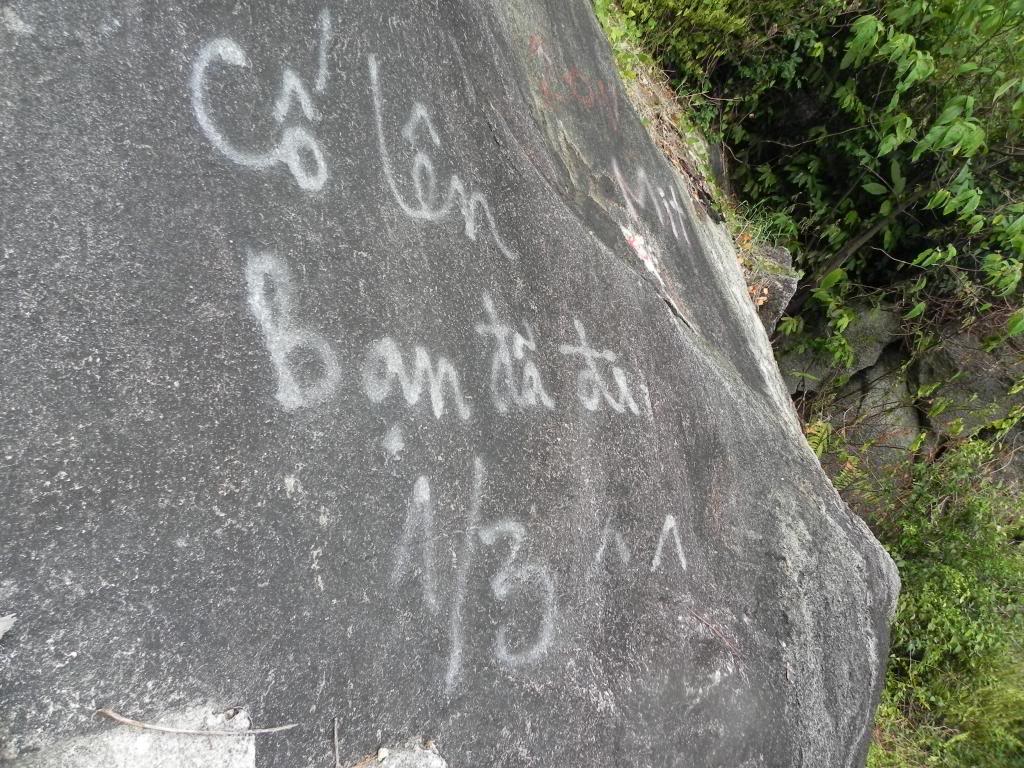 Cố lên
Bạn đã đi
1/3 ^^